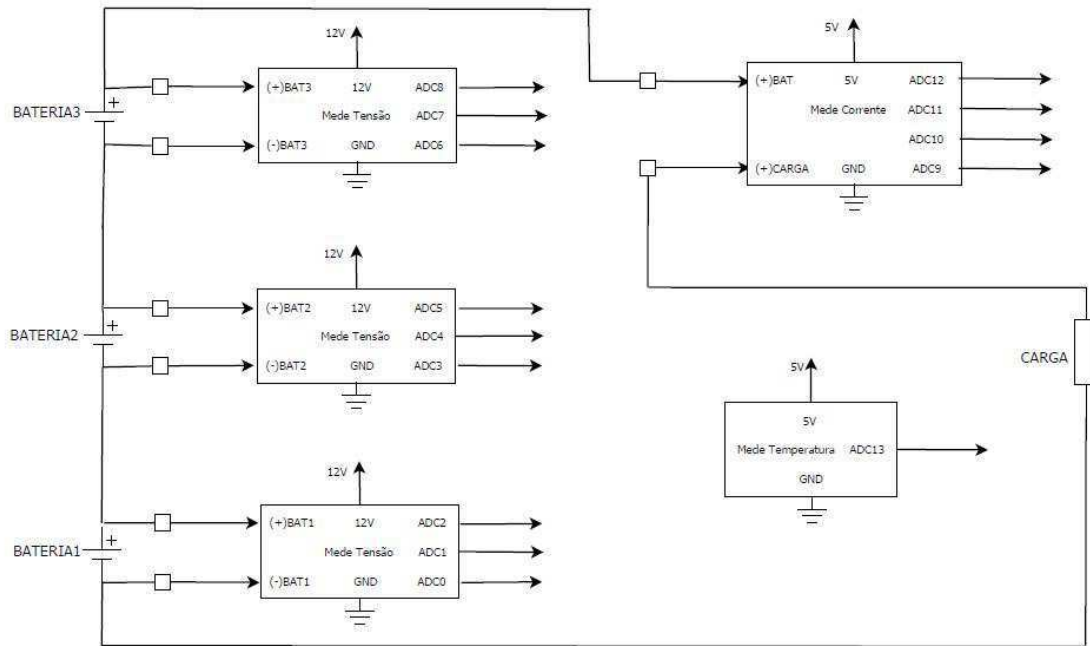 12V
5V
(+)BAT3 12V ADC8
Mede Tensão ADC7
(-)BAT3 GND ADC6
BATERIA3
+
(+)BAT 5V ADC12
Mede Corrente ADC11
ADC10
(+)CARGA GND ADC9
12V
(+)BAT2 12V ADC5
Mede Tensão ADC4
(-)BAT2 GND ADC3
BATERIA2
+
CARGA
5V
5V
Mede Temperatura ADC13
GND
12V
(+)BAT1 12V ADC2
Mede Tensão ADC1
(-)BAT1 GND ADC0
BATERIA1
+